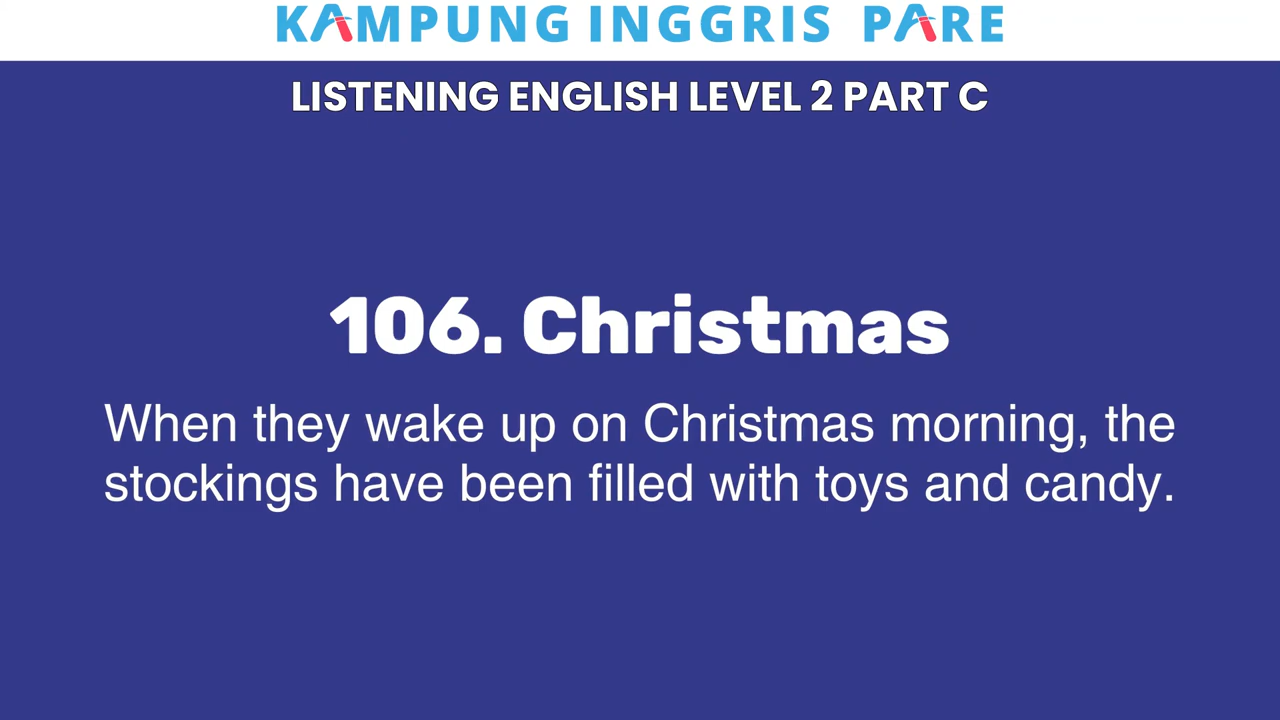 KAMPUNG INGGRIS PARE
LISTENING ENGLISH LEVEL 2 PART C
106. Christmas
When they wake up on Christmas morning, the
stockings have been filled with toys and candy.